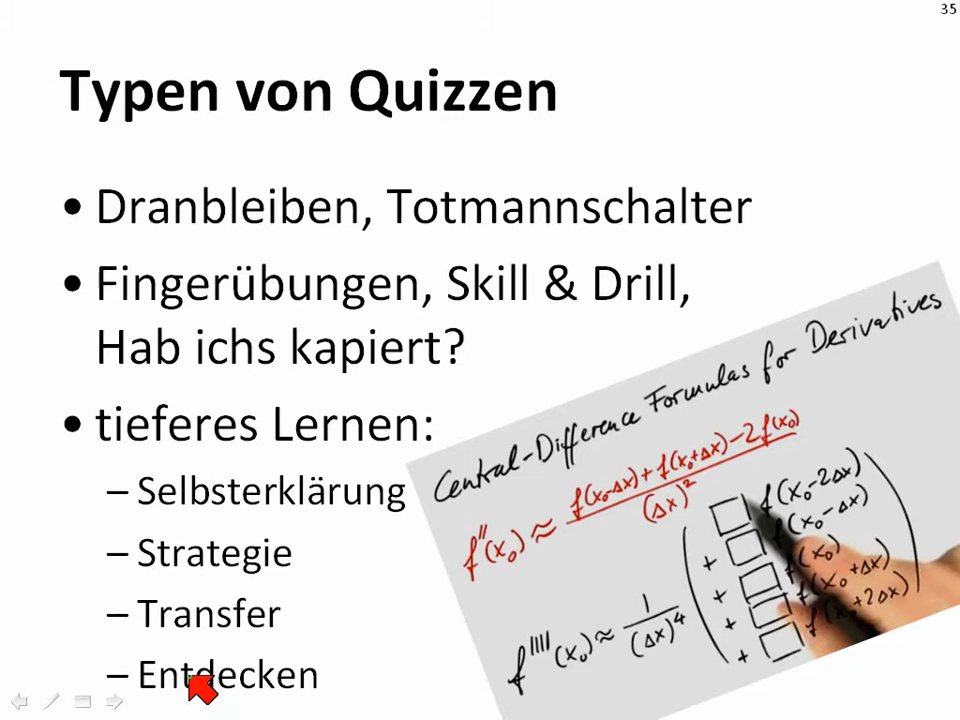 35
Typen von Quizzen
• Dranbleiben, Totmannschalter
• Fingerübungen, Skill & Drill,
Hab ichs kapiert?
• tieferes Lernen:
– Selbsterklärung
– Strategie
– Transfer
– Entdecken
Central-Difference Formulas for Derivatives
f''(x₀) ≈ f(x₀-Δx)+f(x₀+Δx)-2f(x₀) / (Δx)²
f''''(x₀) ≈ 1/(Δx)⁴ ( □ f(x₀-2Δx)
+ □ f(x₀-Δx)
+ □ f(x₀)
+ □ f(x₀+Δx)
+ □ f(x₀+2Δx) )